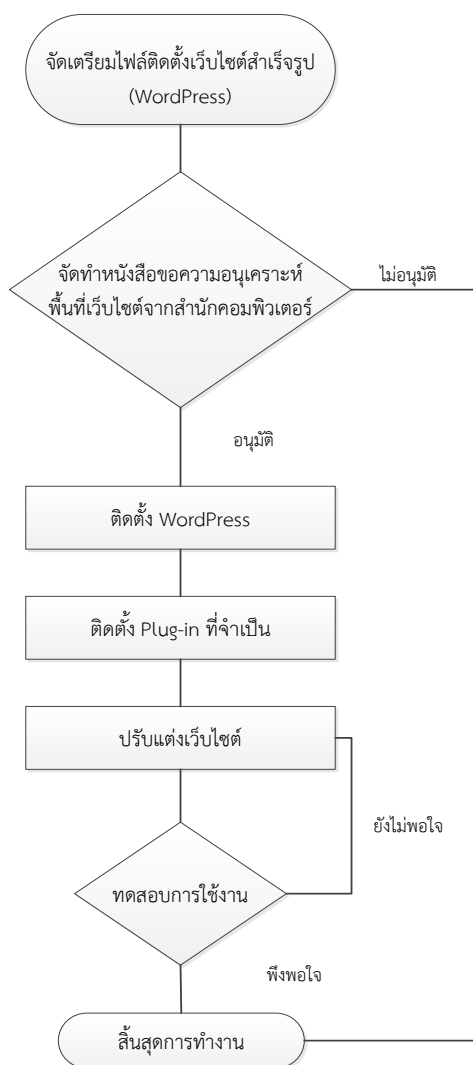 จัดเตรียมไฟล์ติดตั้งเว็บไซต์สำเร็จรูป
(WordPress)
จัดทำหนังสือขอความอนุเคราะห์
พื้นที่เว็บไซต์จากสำนักคอมพิวเตอร์
ไม่อนุมัติ
อนุมัติ
ติดตั้ง WordPress
ติดตั้ง Plug-in ที่จำเป็น
ปรับแต่งเว็บไซต์
ยังไม่พอใจ
ทดสอบการใช้งาน
พึงพอใจ
สิ้นสุดการทำงาน